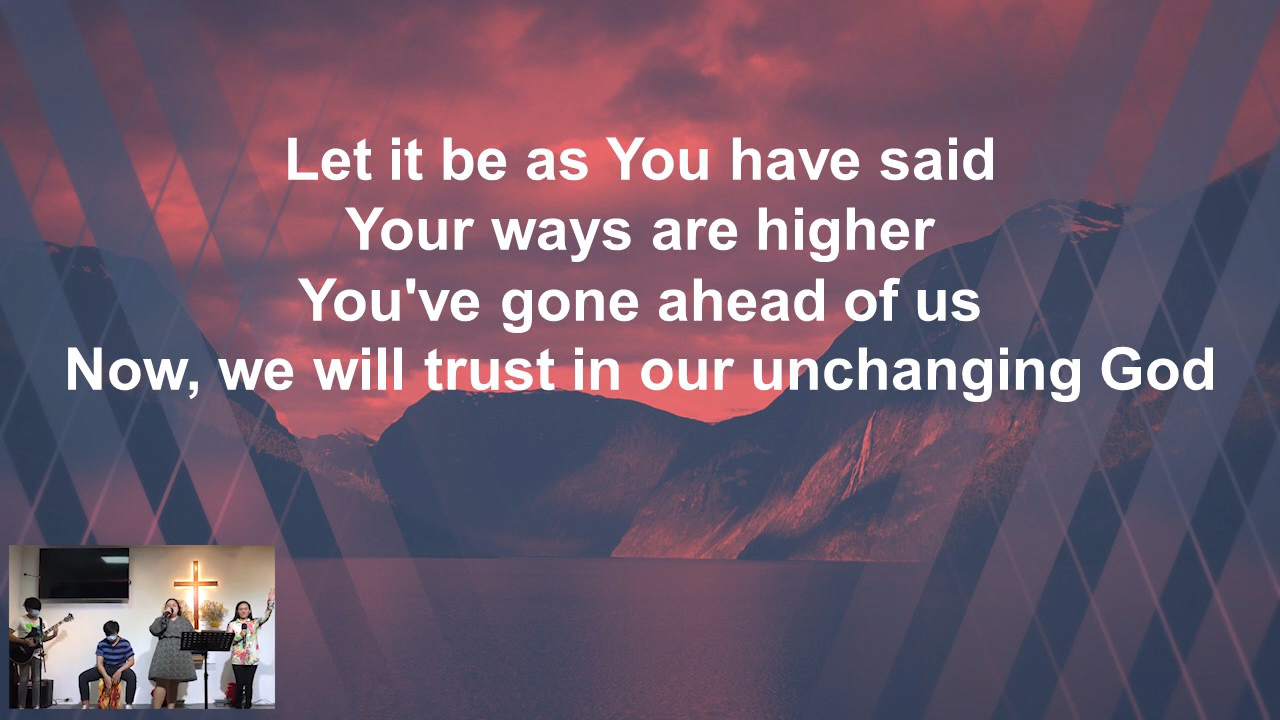 Let it be as You have said
Your ways are higher
You've gone ahead of us
Now, we will trust in our unchanging God